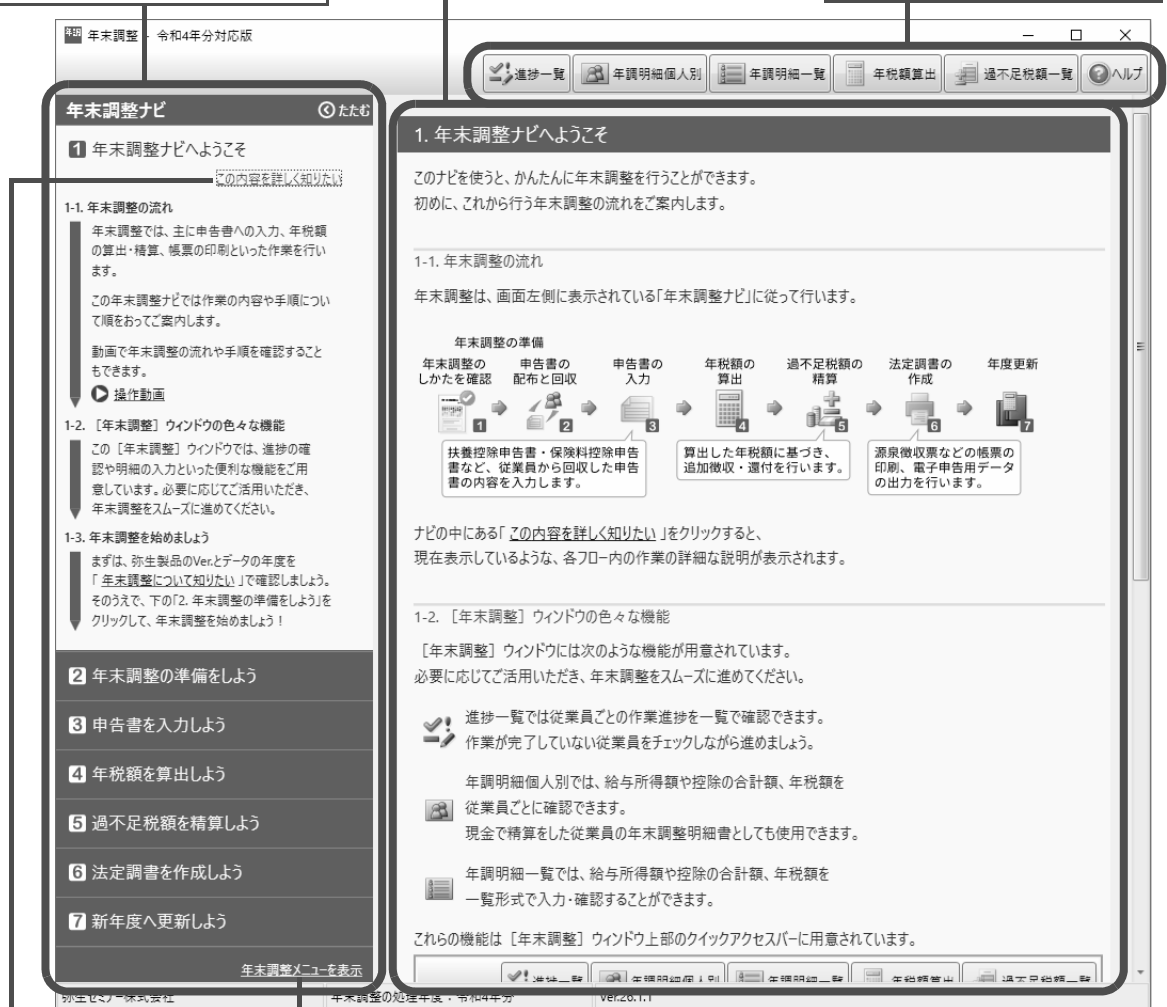 年調 年末調整 - 令和4年分対応版
進捗一覧 年調明細個人別 年調明細一覧 年税額算出 過不足税額一覧 ヘルプ
年末調整ナビ たたむ
1 年末調整ナビへようこそ
この内容を詳しく知りたい
1-1. 年末調整の流れ
年末調整では、主に申告書への入力、年税額
の算出・精算、帳票の印刷といった作業を行い
ます。
この年末調整ナビでは作業の内容や手順につい
て順をおってご案内します。
動画で年末調整の流れや手順を確認すること
もできます。
操作動画
1-2. [年末調整] ウィンドウの色々な機能
この [年末調整] ウィンドウでは、進捗の確
認や明細の入力といった便利な機能をご用
意しています。必要に応じてご活用いただき、
年末調整をスムーズに進めてください。
1-3. 年末調整を始めましょう
まずは、弥生製品のVer.とデータの年度を
「 年末調整について知りたい 」で確認しましょう。
そのうえで、下の「2. 年末調整の準備をしよう」を
クリックして、年末調整を始めましょう！
2 年末調整の準備をしよう
3 申告書を入力しよう
4 年税額を算出しよう
5 過不足税額を精算しよう
6 法定調書を作成しよう
7 新年度へ更新しよう
年末調整メニューを表示
1. 年末調整ナビへようこそ
このナビを使うと、かんたんに年末調整を行うことができます。
初めに、これから行う年末調整の流れをご案内します。
1-1. 年末調整の流れ
年末調整は、画面左側に表示されている「年末調整ナビ」に従って行います。
年末調整の準備
年末調整の 申告書の 申告書の 年税額の 過不足税額の 法定調書の 年度更新
しかたを確認 配布と回収 入力 算出 精算 作成
1 2 3 4 5 6 7
扶養控除申告書・保険料控除申告
書など、従業員から回収した申告
書の内容を入力します。
算出した年税額に基づき、
追加徴収・還付を行います。
源泉徴収票などの帳票の
印刷、電子申告用データ
の出力を行います。
ナビの中にある「 この内容を詳しく知りたい 」をクリックすると、
現在表示しているような、各フロー内の作業の詳細な説明が表示されます。
1-2. [年末調整] ウィンドウの色々な機能
[年末調整] ウィンドウには次のような機能が用意されています。
必要に応じてご活用いただき、年末調整をスムーズに進めてください。
進捗一覧では従業員ごとの作業進捗を一覧で確認できます。
作業が完了していない従業員をチェックしながら進めましょう。
年調明細個人別では、給与所得額や控除の合計額、年税額を
従業員ごとに確認できます。
現金で精算をした従業員の年末調整明細書としても使用できます。
年調明細一覧では、給与所得額や控除の合計額、年税額を
一覧形式で入力・確認することができます。
これらの機能は [年末調整] ウィンドウ上部のクイックアクセスバーに用意されています。
進捗一覧 年調明細個人別 年調明細一覧 年税額算出 過不足税額一覧
弥生セミナー株式会社 年末調整の処理年度：令和4年分 Ver.26.1.1